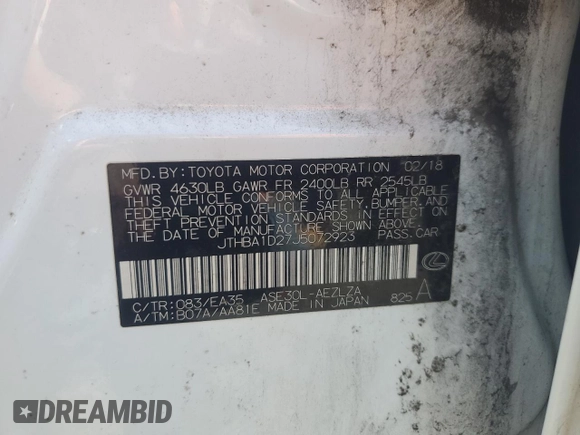 MFD. BY: TOYOTA MOTOR CORPORATION 02/18
GVWR 4630LB GAWR FR 2400LB RR 2545LB
THIS VEHICLE CONFORMS TO ALL APPLICABLE
FEDERAL MOTOR VEHICLE SAFETY, BUMPER, AND
THEFT PREVENTION STANDARDS IN EFFECT ON
THE DATE OF MANUFACTURE SHOWN ABOVE.
JTHBA1D27J5072923 PASS. CAR
C/TR: 083/EA35 ASE30L-AEZLZA
A/TM: B07A/AA81E MADE IN JAPAN 825 A
DREAMBID